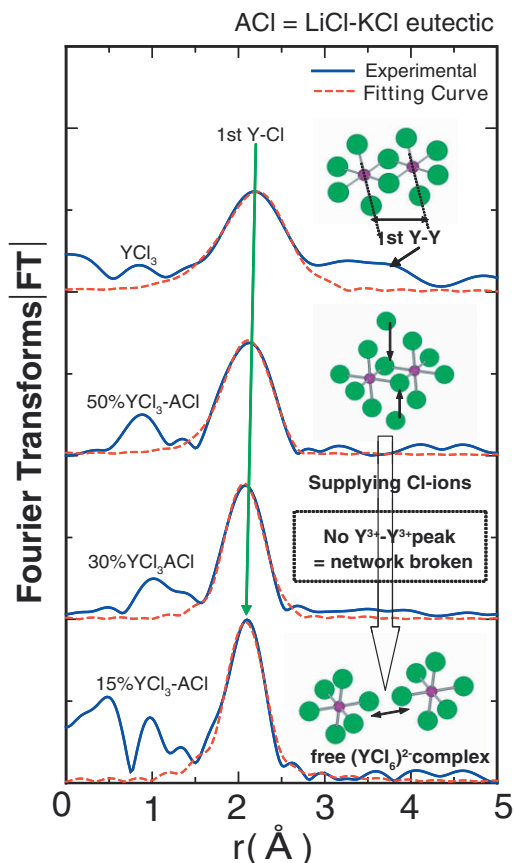 ACl = LiCl-KCl eutectic
Experimental
Fitting Curve
1st Y-Cl
1st Y-Y
YCl₃
50%YCl₃-ACl
Supplying Cl-ions
No Y³⁺-Y³⁺peak
= network broken
30%YCl₃ACl
15%YCl₃-ACl
free (YCl₆)²⁻complex
Fourier Transforms|FT|
0 1 2 3 4 5
r(Å)